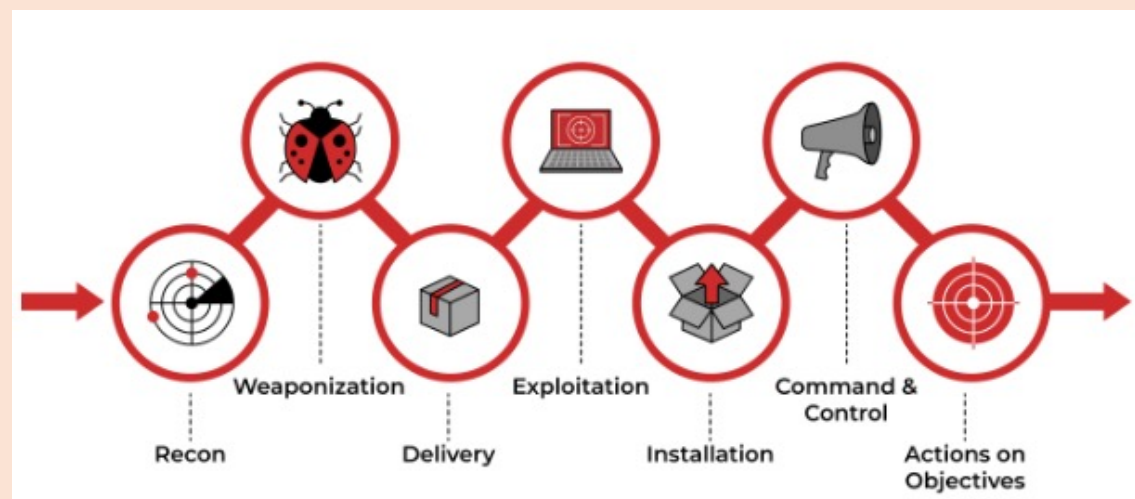 Weaponization
Exploitation
Command &
Control
Recon
Delivery
Installation
Actions on
Objectives